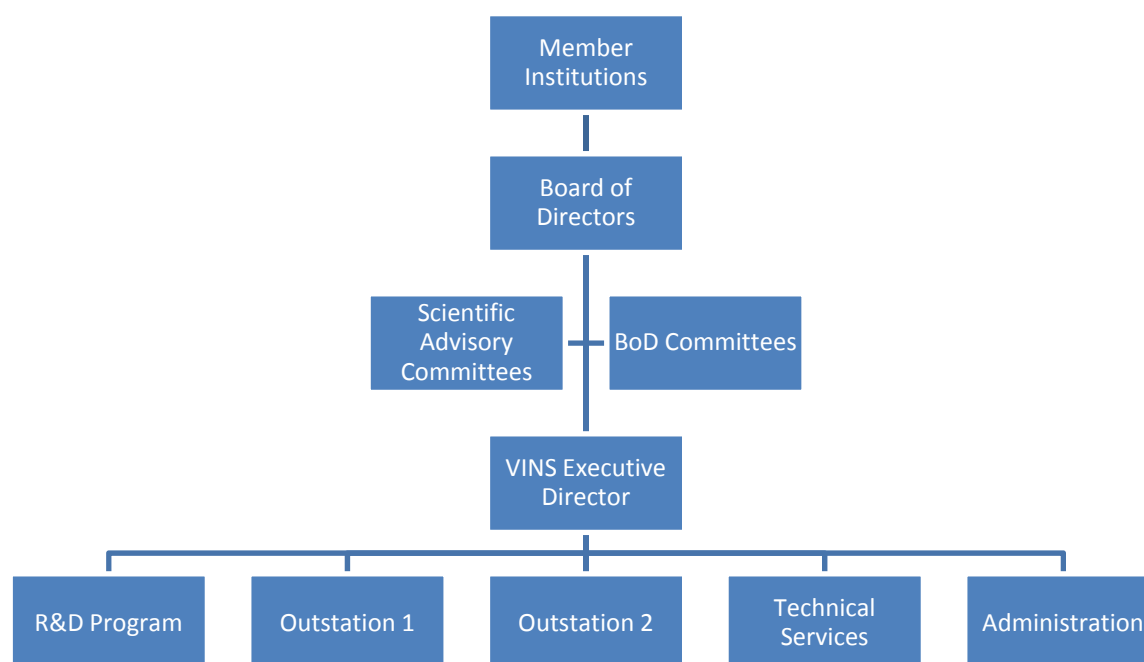 Member
Institutions
Board of
Directors
Scientific
Advisory
Committees
BoD Committees
VINS Executive
Director
R&D Program
Outstation 1
Outstation 2
Technical
Services
Administration